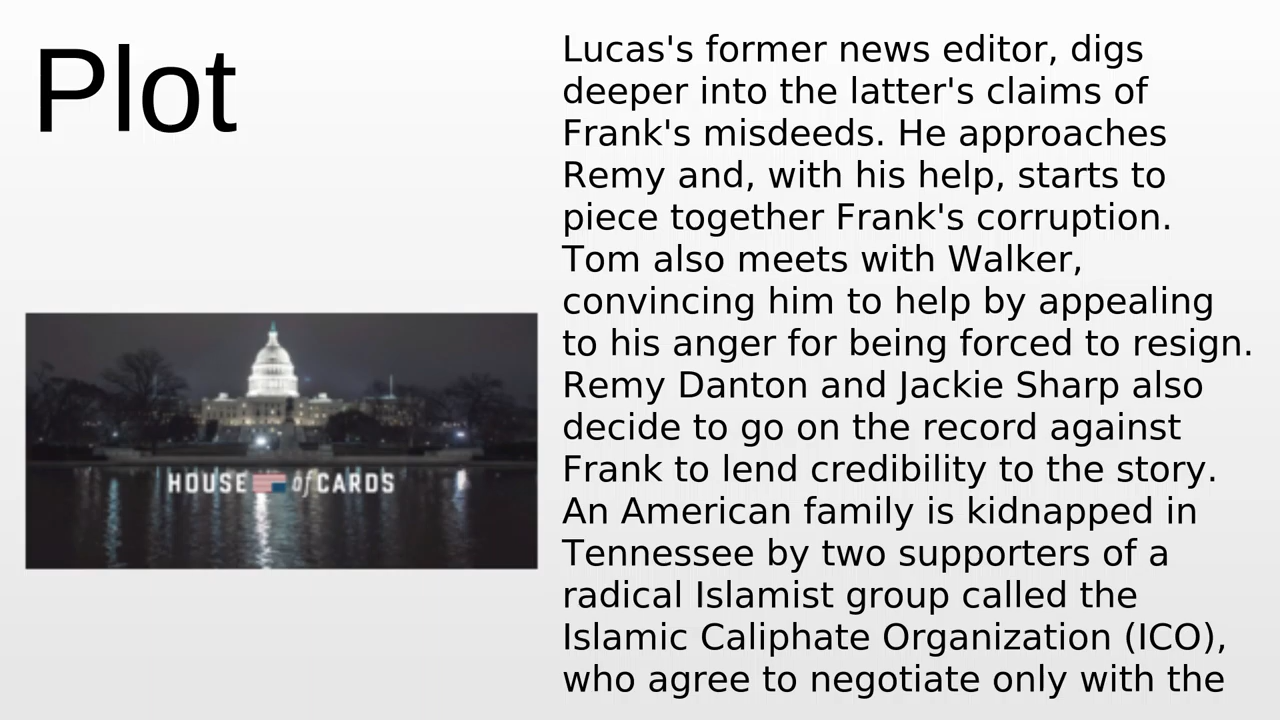 Plot
Lucas's former news editor, digs
deeper into the latter's claims of
Frank's misdeeds. He approaches
Remy and, with his help, starts to
piece together Frank's corruption.
Tom also meets with Walker,
convincing him to help by appealing
to his anger for being forced to resign.
Remy Danton and Jackie Sharp also
decide to go on the record against
Frank to lend credibility to the story.
An American family is kidnapped in
Tennessee by two supporters of a
radical Islamist group called the
Islamic Caliphate Organization (ICO),
who agree to negotiate only with the
HOUSE of CARDS